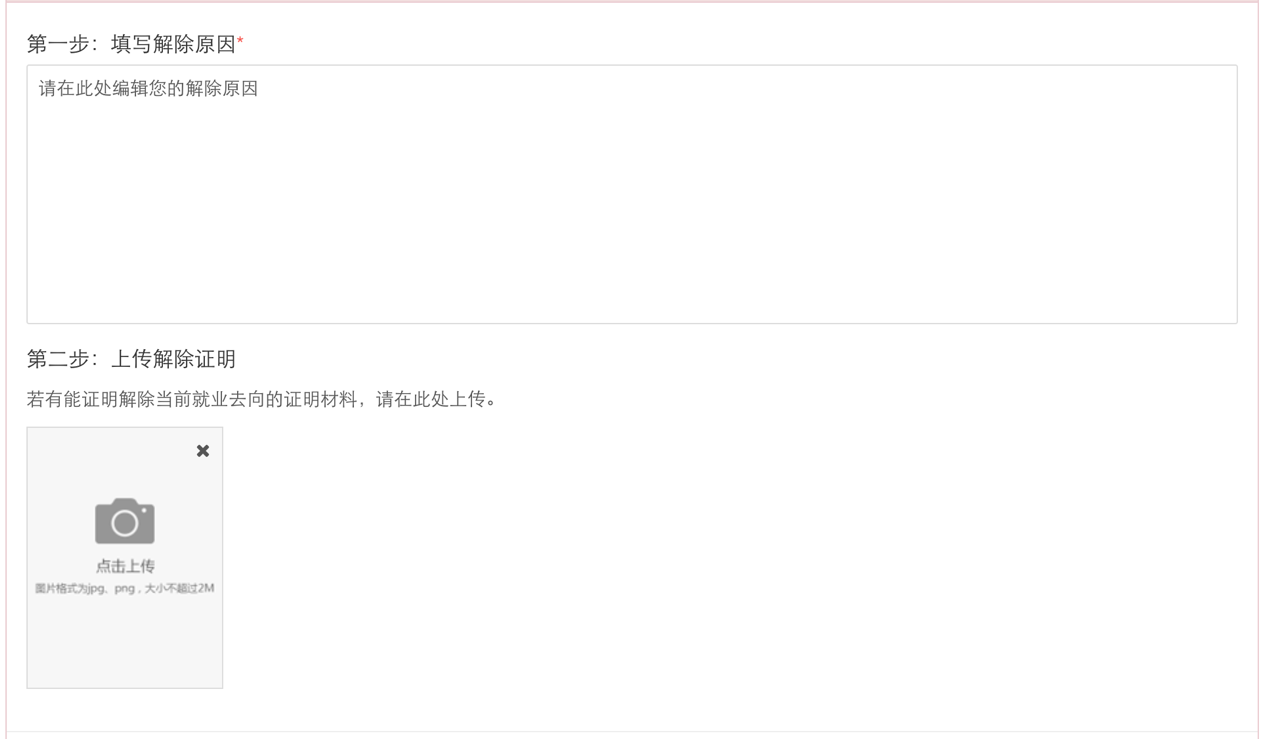 第一步：填写解除原因*
请在此处编辑您的解除原因
第二步：上传解除证明
若有能证明解除当前就业去向的证明材料，请在此处上传。
点击上传
图片格式为jpg、png，大小不超过2M